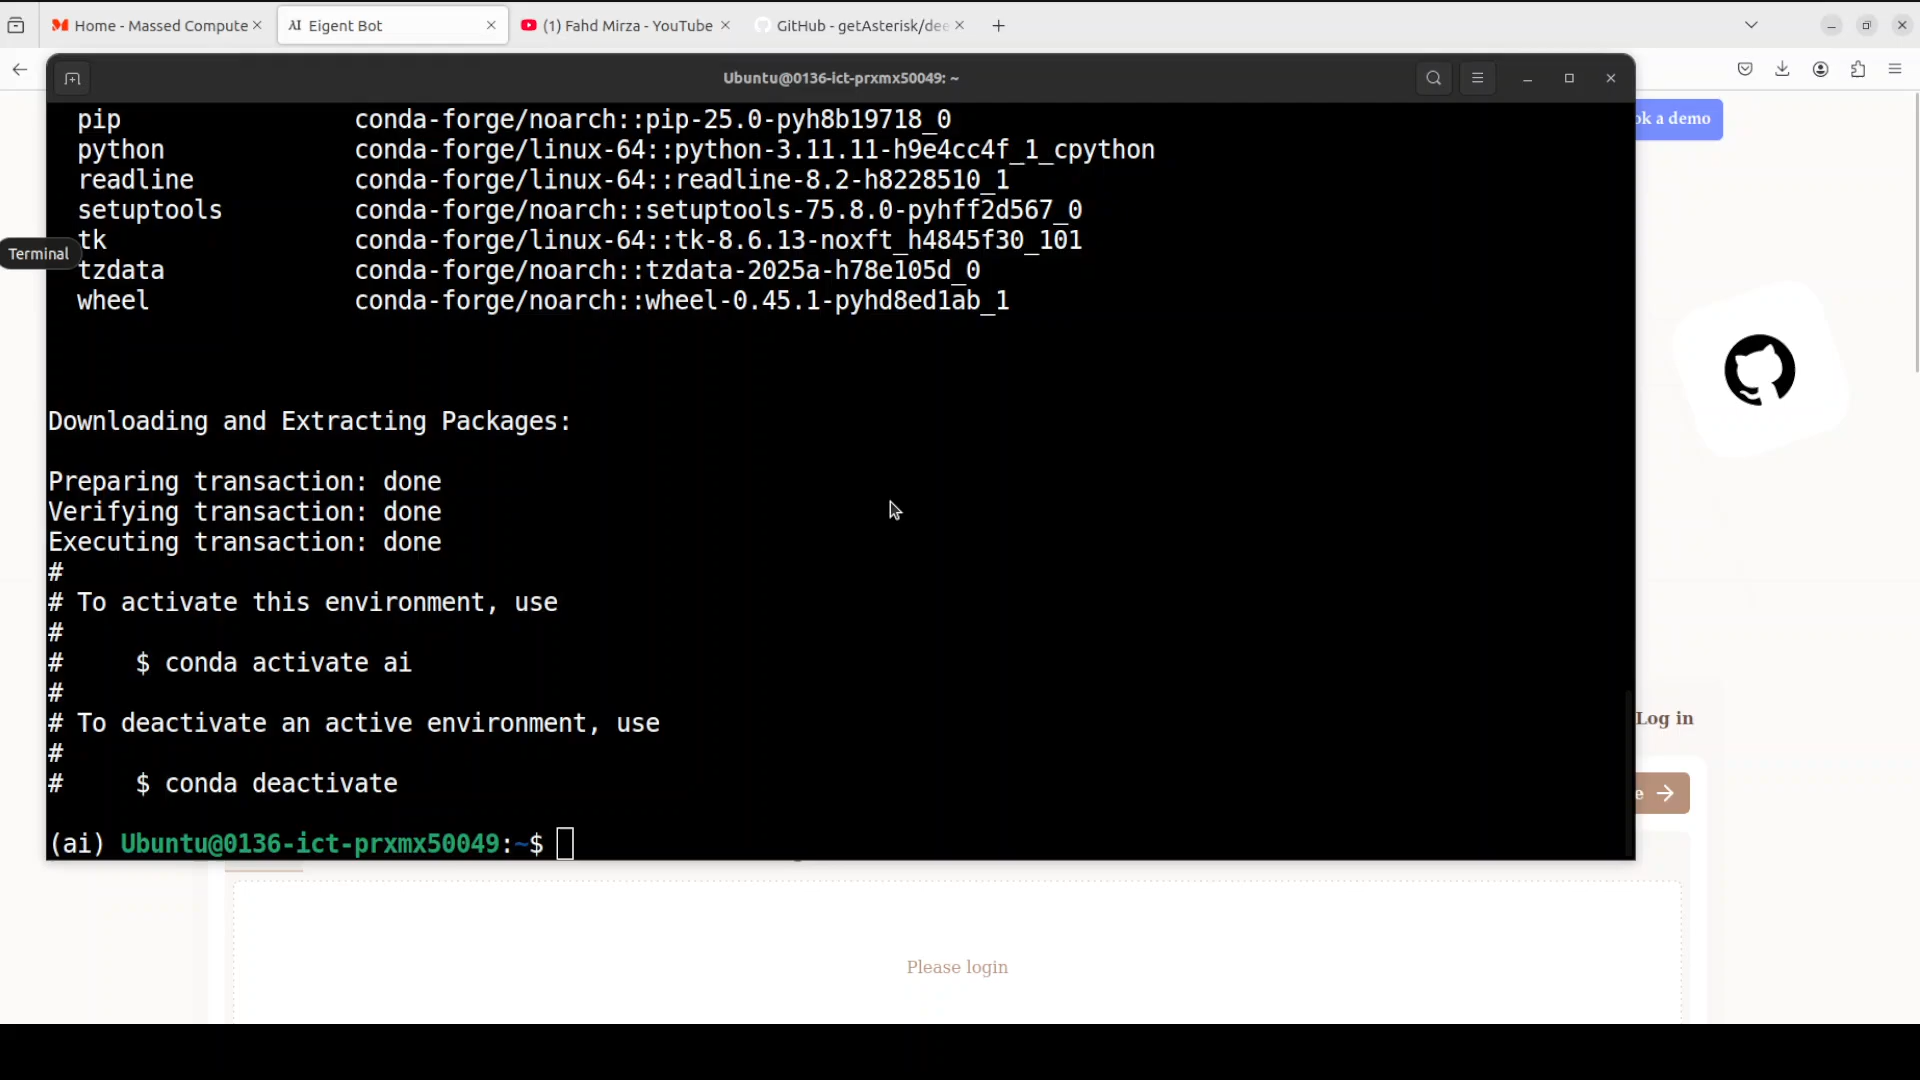 Home - Massed Compute
AI Eigent Bot
(1) Fahd Mirza - YouTube
GitHub - getAsterisk/dee
Ubuntu@0136-ict-prxmx50049: ~
ok a demo
pip conda-forge/noarch::pip-25.0-pyh8b19718_0
python conda-forge/linux-64::python-3.11.11-h9e4cc4f_1_cpython
readline conda-forge/linux-64::readline-8.2-h8228510_1
setuptools conda-forge/noarch::setuptools-75.8.0-pyhff2d567_0
tk conda-forge/linux-64::tk-8.6.13-noxft_h4845f30_101
Terminal
tzdata conda-forge/noarch::tzdata-2025a-h78e105d_0
wheel conda-forge/noarch::wheel-0.45.1-pyhd8ed1ab_1
Downloading and Extracting Packages:
Preparing transaction: done
Verifying transaction: done
Executing transaction: done
#
# To activate this environment, use
#
# $ conda activate ai
#
# To deactivate an active environment, use
Log in
#
# $ conda deactivate
e →
(ai) Ubuntu@0136-ict-prxmx50049:~$
Please login